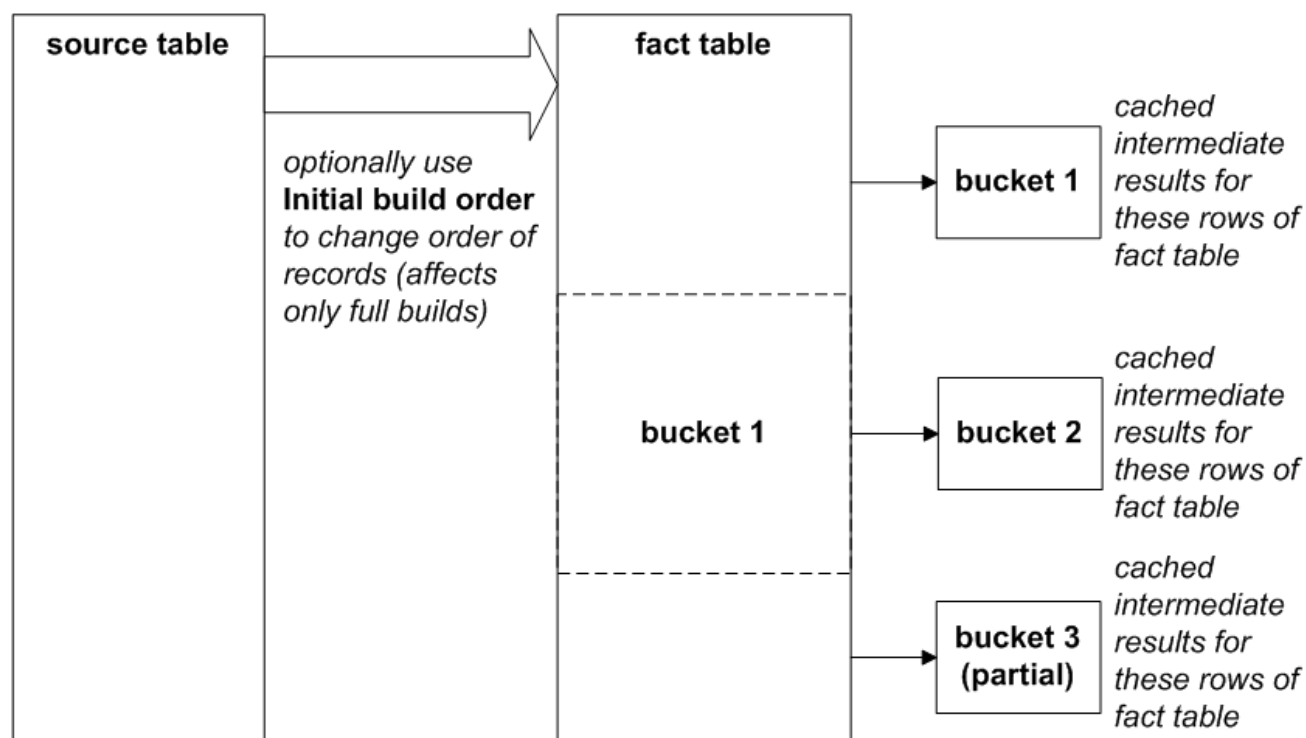 source table
fact table
optionally use
Initial build order
to change order of
records (affects
only full builds)
bucket 1
cached
intermediate
results for
these rows of
fact table
bucket 1
bucket 2
cached
intermediate
results for
these rows of
fact table
bucket 3
(partial)
cached
intermediate
results for
these rows of
fact table